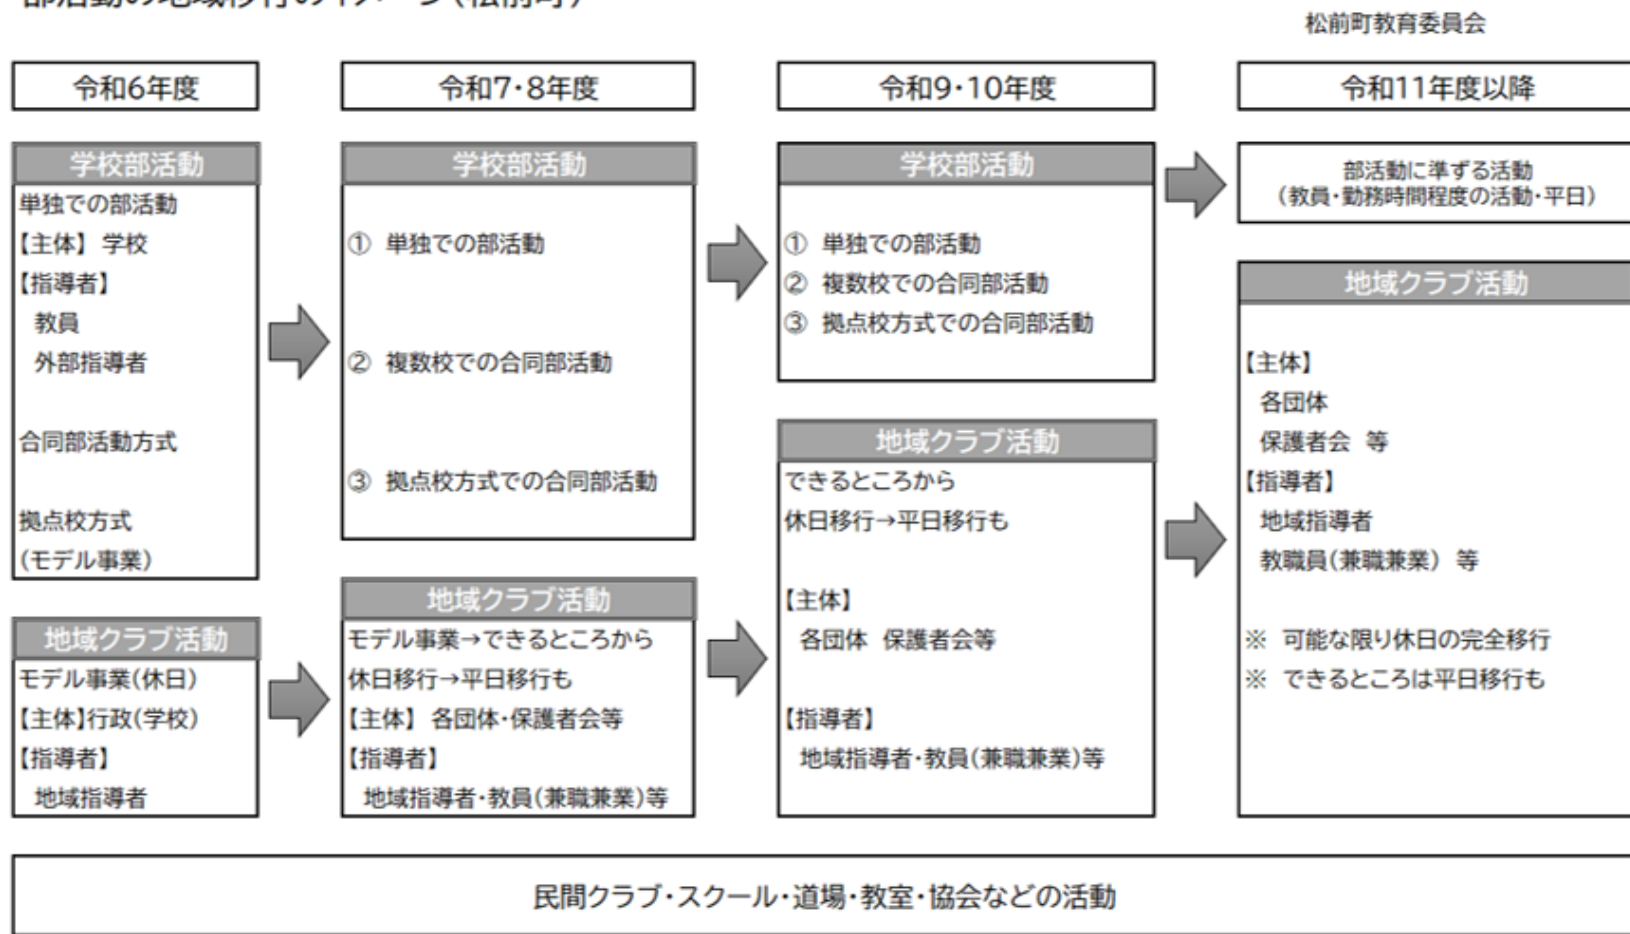 部活動の地域移行のイメージ(松前町)
松前町教育委員会
令和6年度
学校部活動
単独での部活動
【主体】 学校
【指導者】
教員
外部指導者
合同部活動方式
拠点校方式
(モデル事業)
地域クラブ活動
モデル事業(休日)
【主体】行政(学校)
【指導者】
地域指導者
令和7・8年度
学校部活動
① 単独での部活動
② 複数校での合同部活動
③ 拠点校方式での合同部活動
地域クラブ活動
モデル事業→できるところから
休日移行→平日移行も
【主体】 各団体・保護者会等
【指導者】
地域指導者・教員(兼職兼業)等
令和9・10年度
学校部活動
① 単独での部活動
② 複数校での合同部活動
③ 拠点校方式での合同部活動
地域クラブ活動
できるところから
休日移行→平日移行も
【主体】
各団体 保護者会等
【指導者】
地域指導者・教員(兼職兼業)等
令和11年度以降
部活動に準ずる活動
(教員・勤務時間程度の活動・平日)
地域クラブ活動
【主体】
各団体
保護者会 等
【指導者】
地域指導者
教職員(兼職兼業) 等
※ 可能な限り休日の完全移行
※ できるところは平日移行も
民間クラブ・スクール・道場・教室・協会などの活動